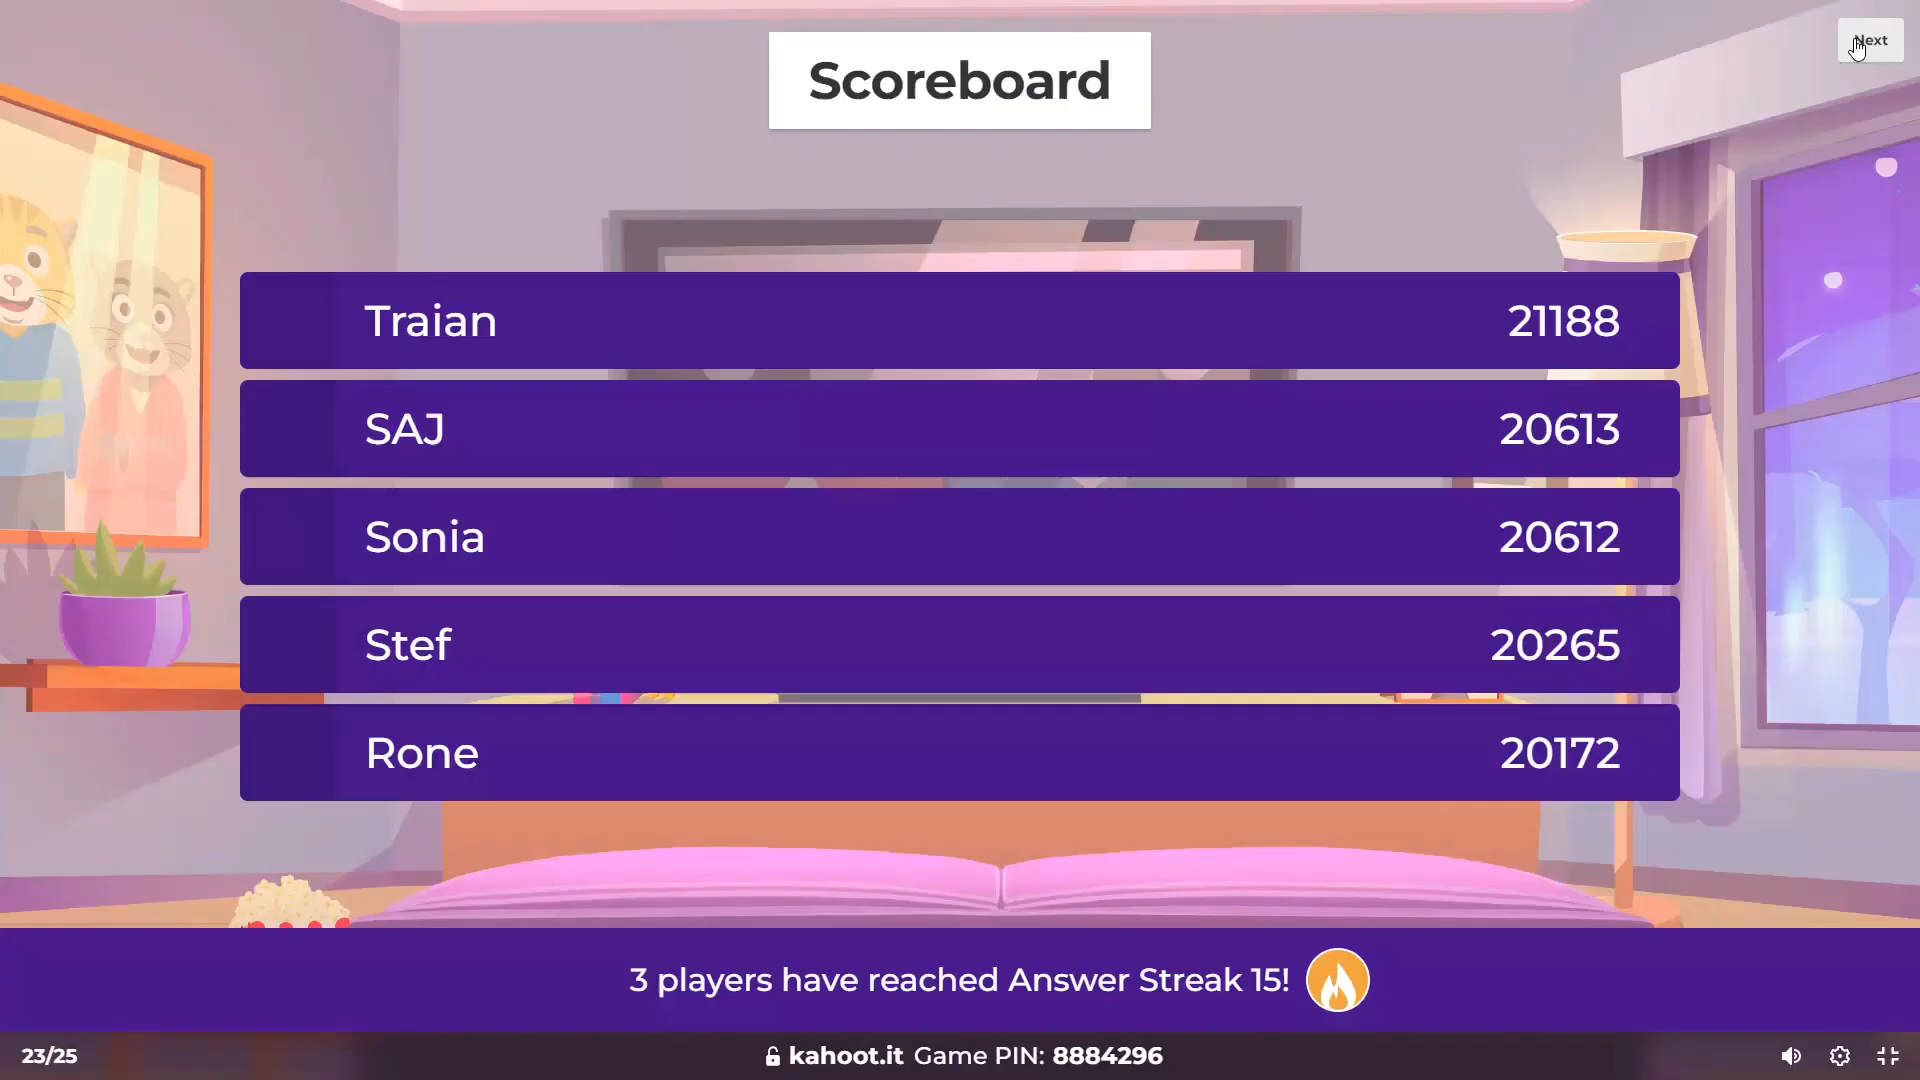 Next
Scoreboard
Traian 21188
SAJ 20613
Sonia 20612
Stef 20265
Rone 20172
3 players have reached Answer Streak 15!
23/25
kahoot.it Game PIN: 8884296